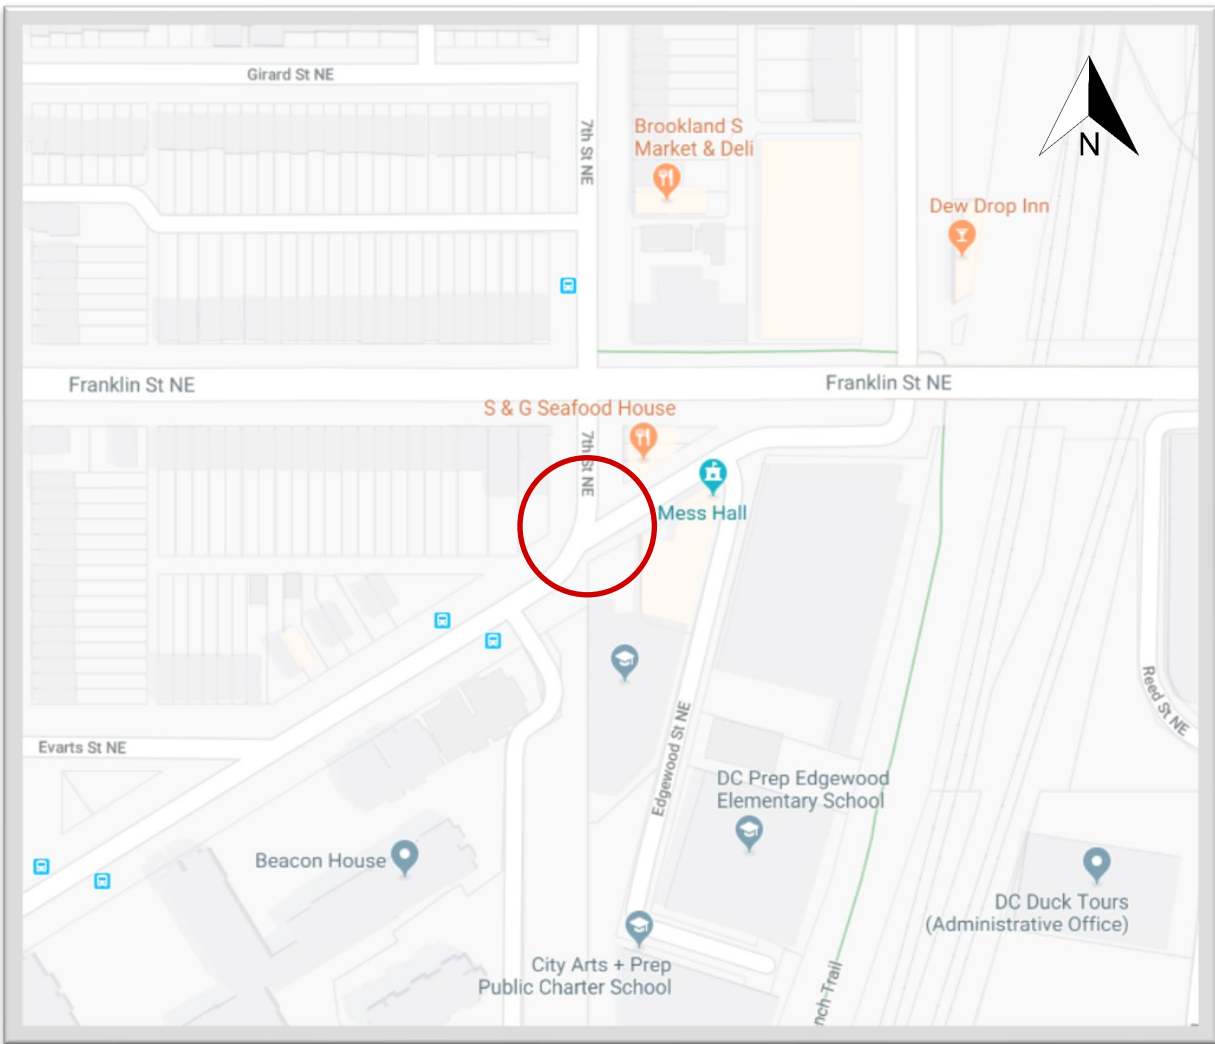 Girard St NE
7th St NE
Brookland S
Market & Deli
N
Dew Drop Inn
Franklin St NE
Franklin St NE
S & G Seafood House
7th St NE
Mess Hall
Reed St NE
Evarts St NE
Edgewood St NE
DC Prep Edgewood
Elementary School
Beacon House
DC Duck Tours
(Administrative Office)
City Arts + Prep
Public Charter School
nch Trail